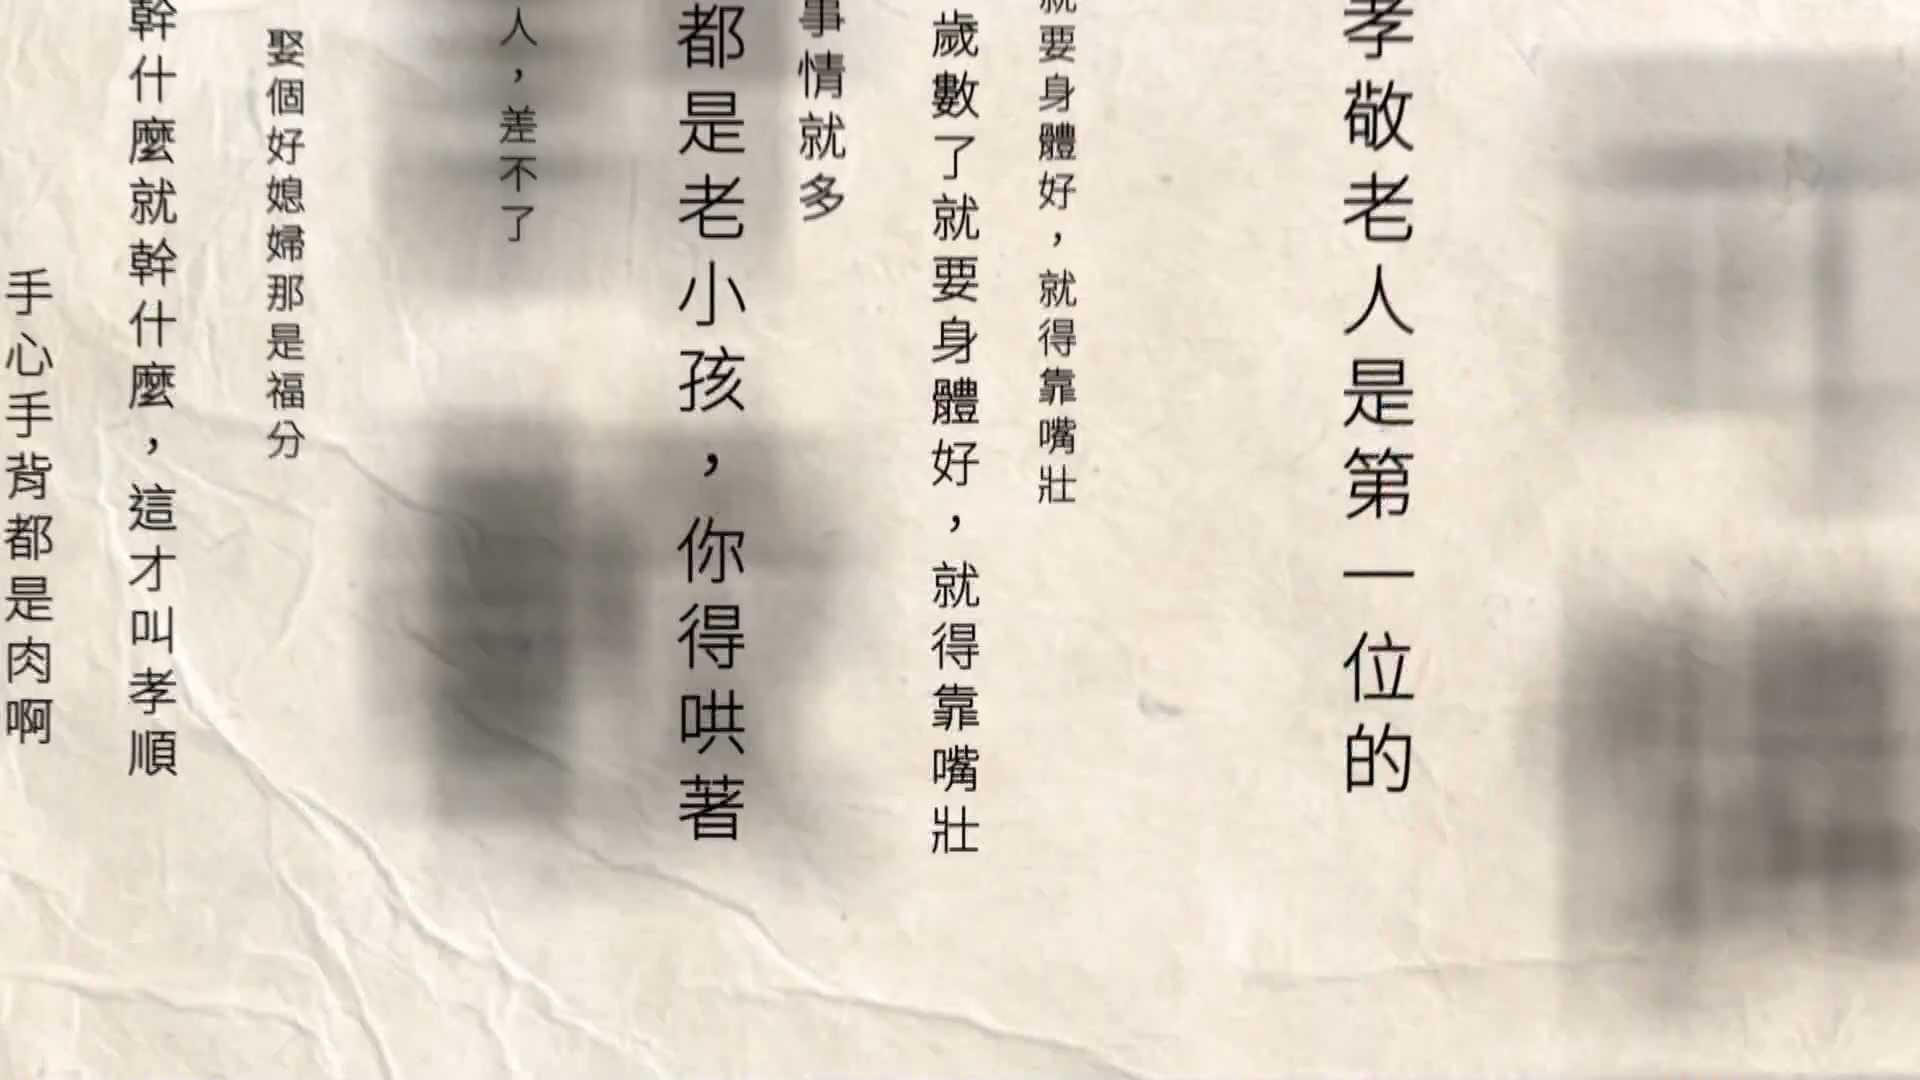 孝敬老人是第一位的
就要身體好，就得靠嘴壯
歲數了就要身體好，就得靠嘴壯
事情就多
都是老小孩，你得哄著
人，差不了
娶個好媳婦那是福分
幹什麼就幹什麼，這才叫孝順
手心手背都是肉啊